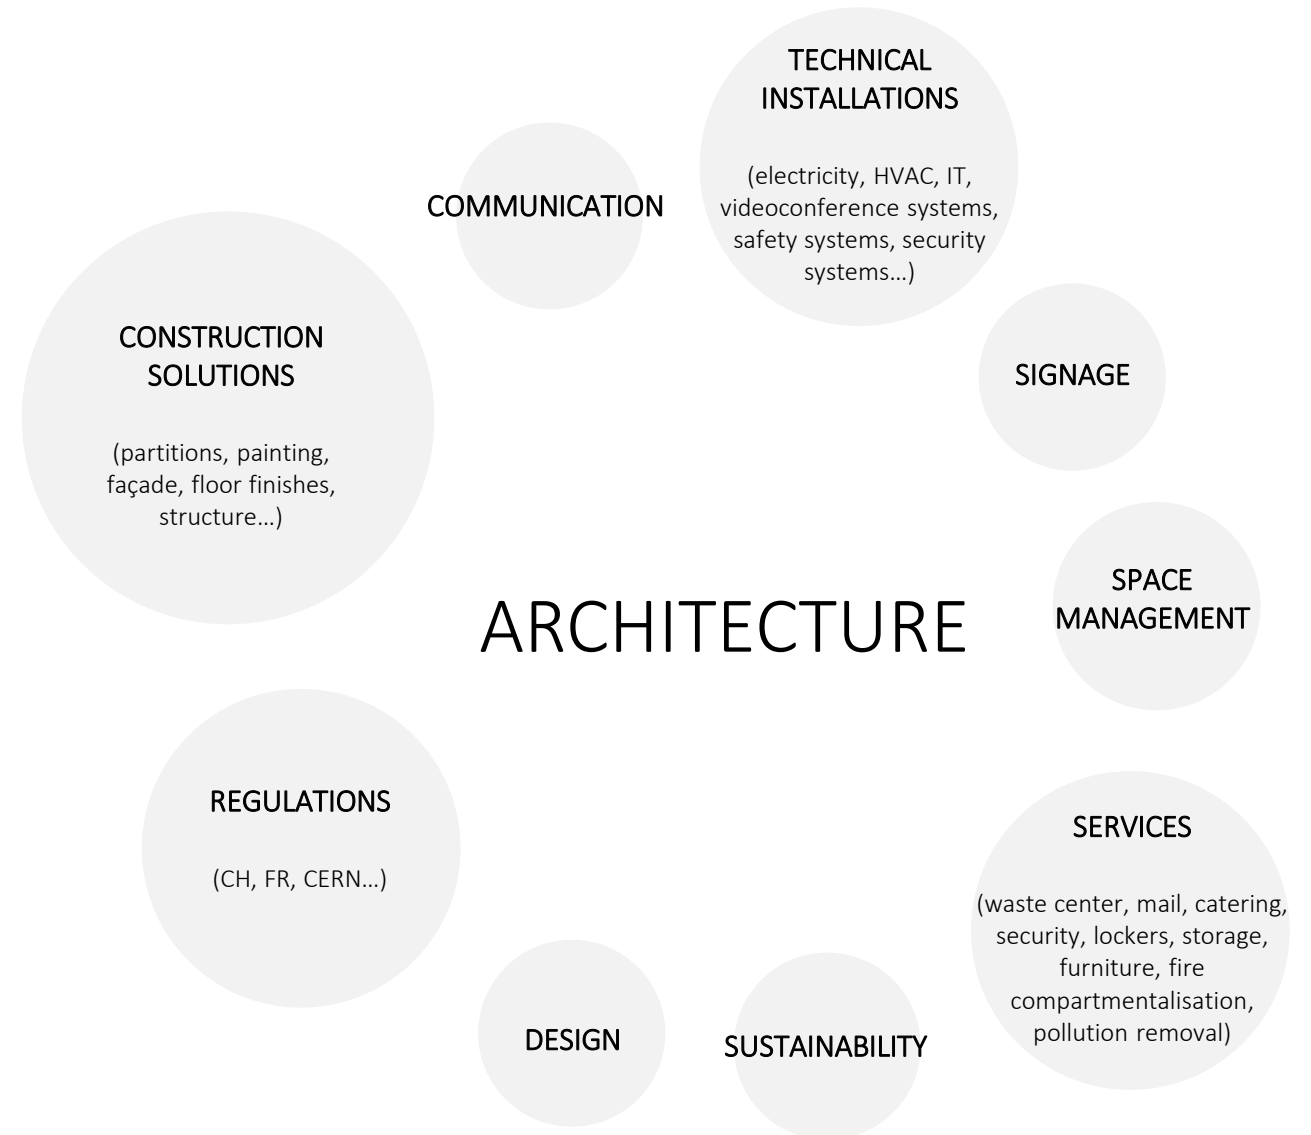 TECHNICAL
INSTALLATIONS
(electricity, HVAC, IT,
videoconference systems,
safety systems, security
systems…)
COMMUNICATION
CONSTRUCTION
SOLUTIONS
(partitions, painting,
façade, floor finishes,
structure…)
SIGNAGE
SPACE
MANAGEMENT
ARCHITECTURE
REGULATIONS
(CH, FR, CERN…)
SERVICES
(waste center, mail, catering,
security, lockers, storage,
furniture, fire
compartmentalisation,
pollution removal)
DESIGN
SUSTAINABILITY